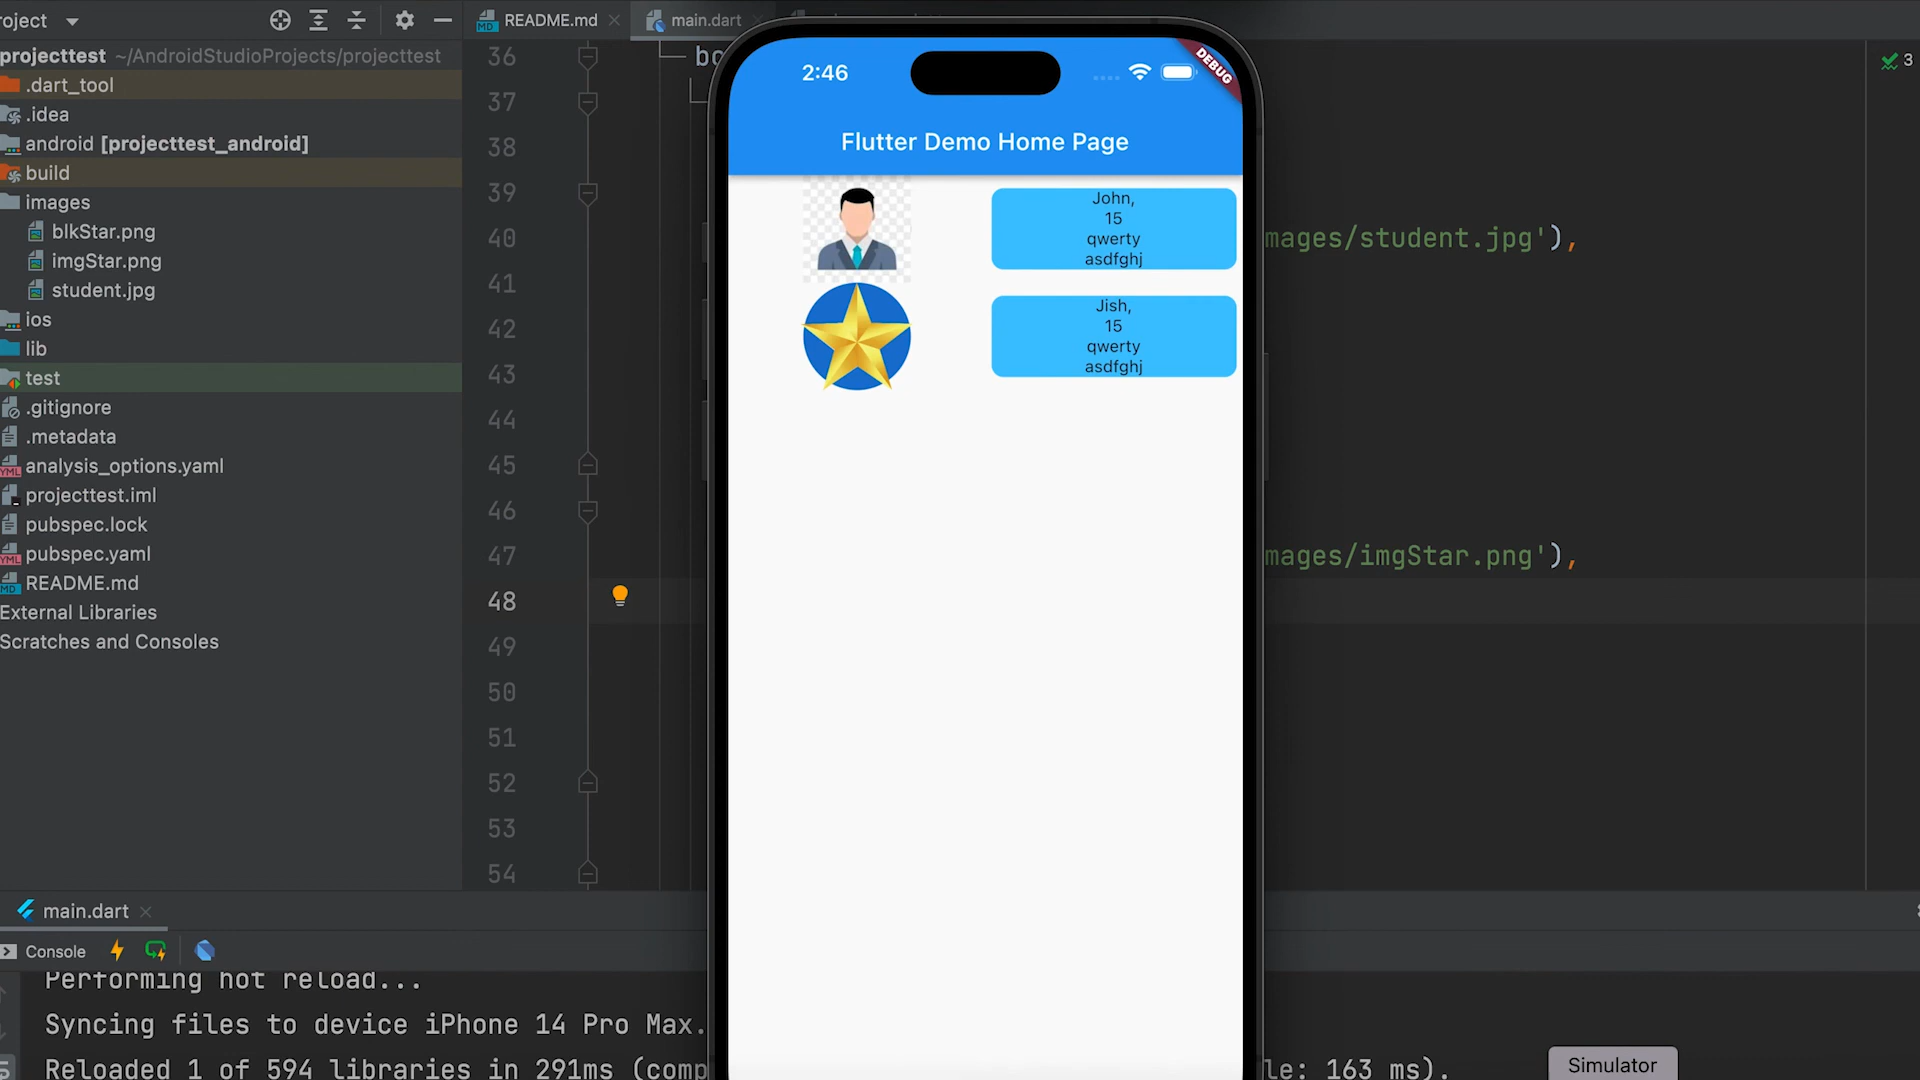 roject
README.md
main.dart
projecttest ~/AndroidStudioProjects/projecttest
.dart_tool
.idea
android [projecttest_android]
build
images
blkStar.png
imgStar.png
student.jpg
ios
lib
test
.gitignore
.metadata
analysis_options.yaml
projecttest.iml
pubspec.lock
pubspec.yaml
README.md
External Libraries
Scratches and Consoles
36
37
38
39
40
41
42
43
44
45
46
47
48
49
50
51
52
53
54
mages/student.jpg'),
mages/imgStar.png'),
3
2:46
DEBUG
Flutter Demo Home Page
John,
15
qwerty
asdfghj
Jish,
15
qwerty
asdfghj
main.dart
Console
Performing hot reload...
Syncing files to device iPhone 14 Pro Max.
Reloaded 1 of 594 libraries in 291ms (comp
le: 163 ms).
Simulator